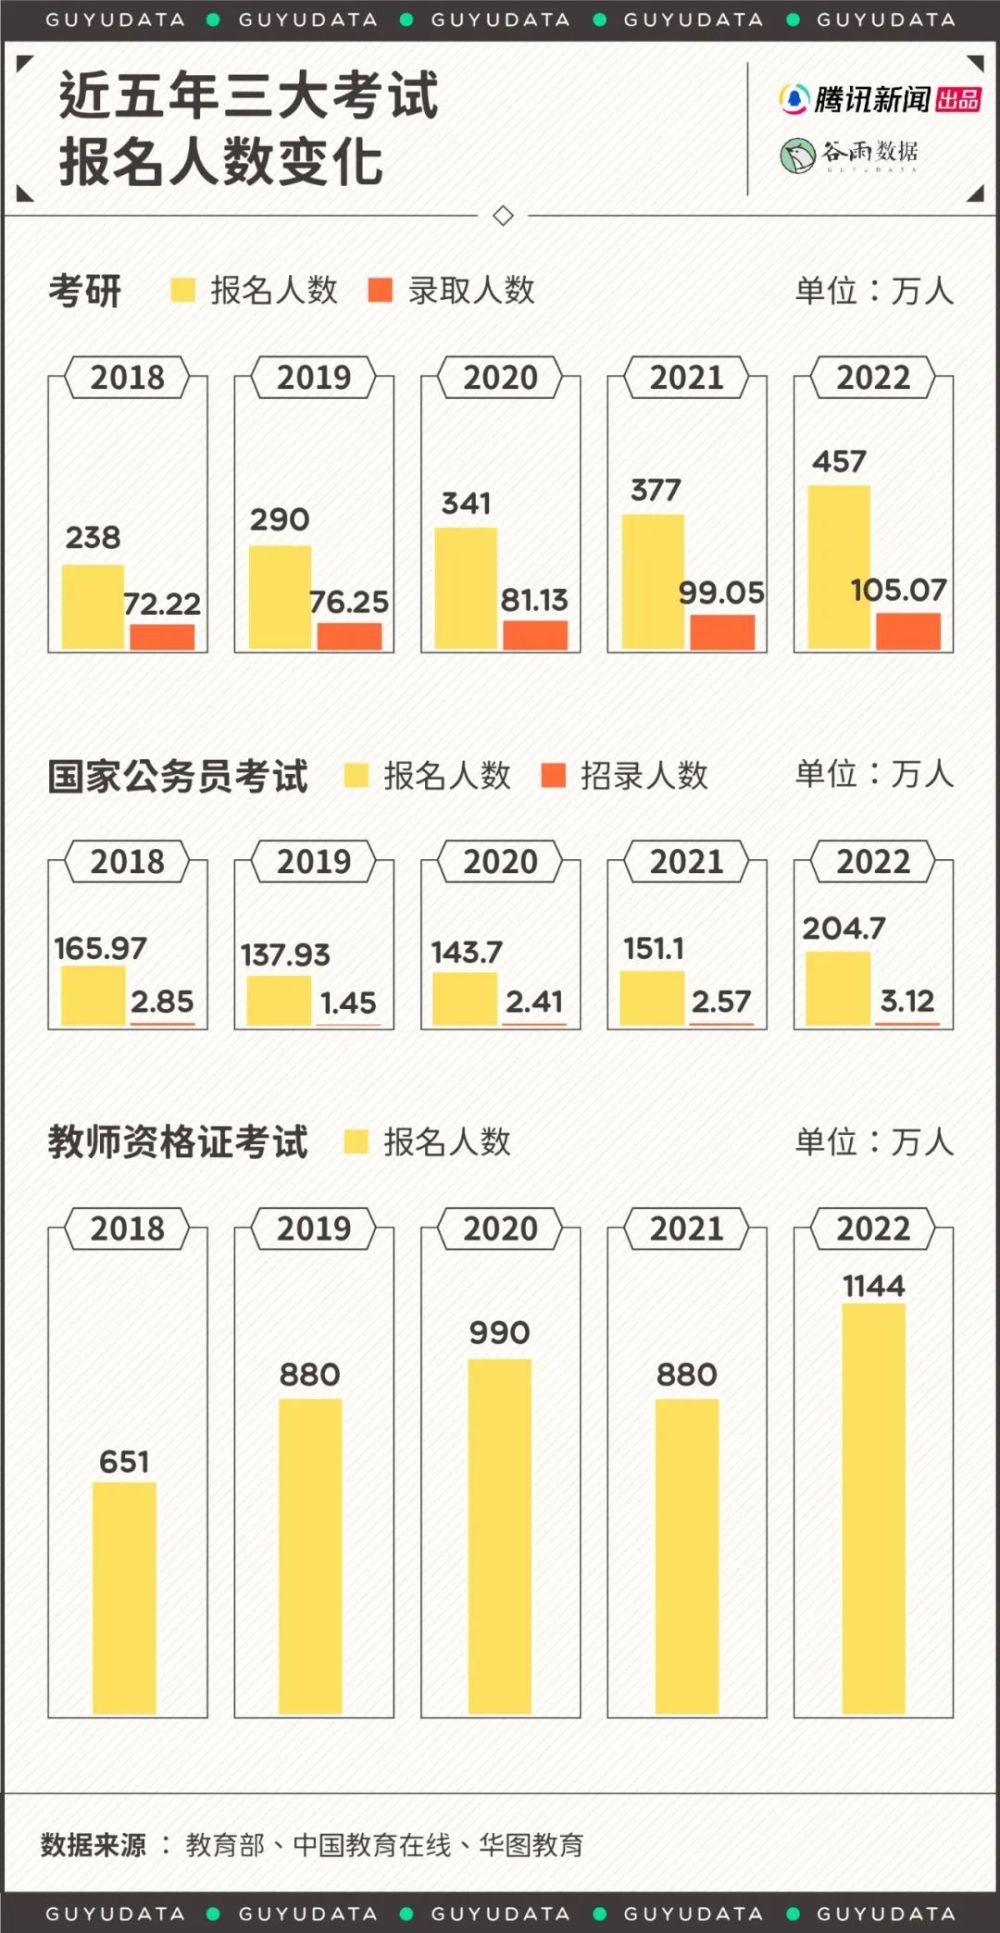 GUYUDATA ● GUYUDATA ● GUYUDATA ● GUYUDATA ● GUYUDATA
近五年三大考试
报名人数变化
腾讯新闻 出品
谷雨数据
GUYUDATA
考研 报名人数 录取人数 单位：万人
2018 2019 2020 2021 2022
238 72.22 290 76.25 341 81.13 377 99.05 457 105.07
国家公务员考试 报名人数 招录人数 单位：万人
2018 2019 2020 2021 2022
165.97 2.85 137.93 1.45 143.7 2.41 151.1 2.57 204.7 3.12
教师资格证考试 报名人数 单位：万人
2018 2019 2020 2021 2022
651 880 990 880 1144
数据来源 ： 教育部、中国教育在线、华图教育
GUYUDATA ● GUYUDATA ● GUYUDATA ● GUYUDATA ● GUYUDATA